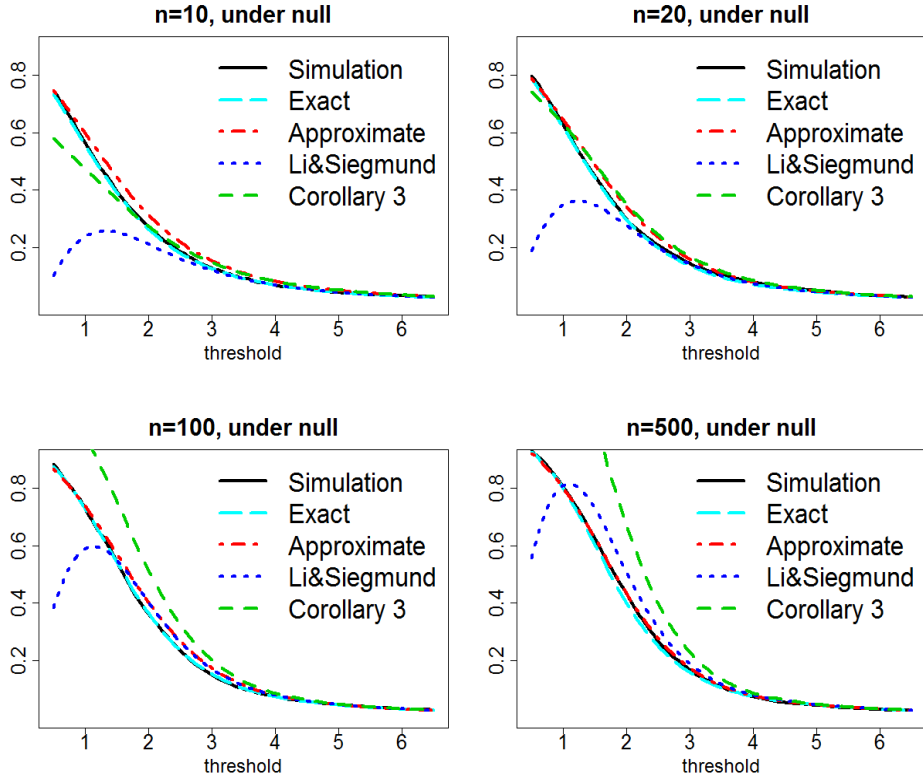 n=10, under null
0.8
0.6
0.4
0.2
Simulation
Exact
Approximate
Li&Siegmund
Corollary 3
1 2 3 4 5 6
threshold
n=20, under null
0.8
0.6
0.4
0.2
Simulation
Exact
Approximate
Li&Siegmund
Corollary 3
1 2 3 4 5 6
threshold
n=100, under null
0.8
0.6
0.4
0.2
Simulation
Exact
Approximate
Li&Siegmund
Corollary 3
1 2 3 4 5 6
threshold
n=500, under null
0.8
0.6
0.4
0.2
Simulation
Exact
Approximate
Li&Siegmund
Corollary 3
1 2 3 4 5 6
threshold